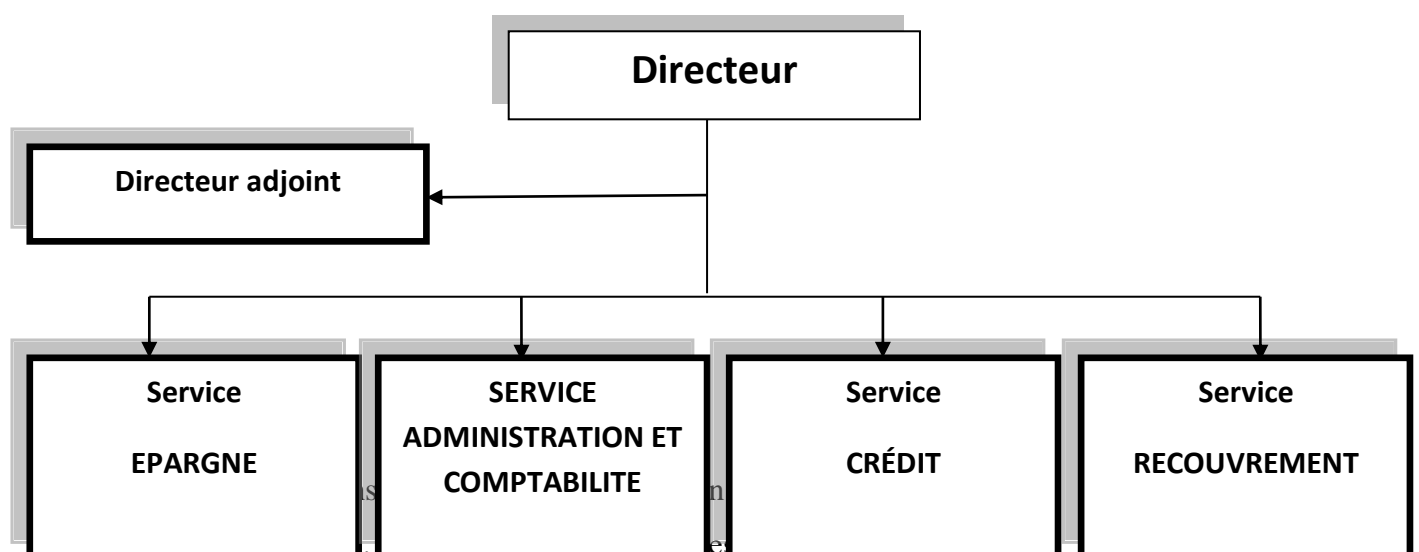 Directeur
Directeur adjoint
Service
EPARGNE
SERVICE
ADMINISTRATION ET
COMPTABILITE
Service
CRÉDIT
Service
RECOUVREMENT